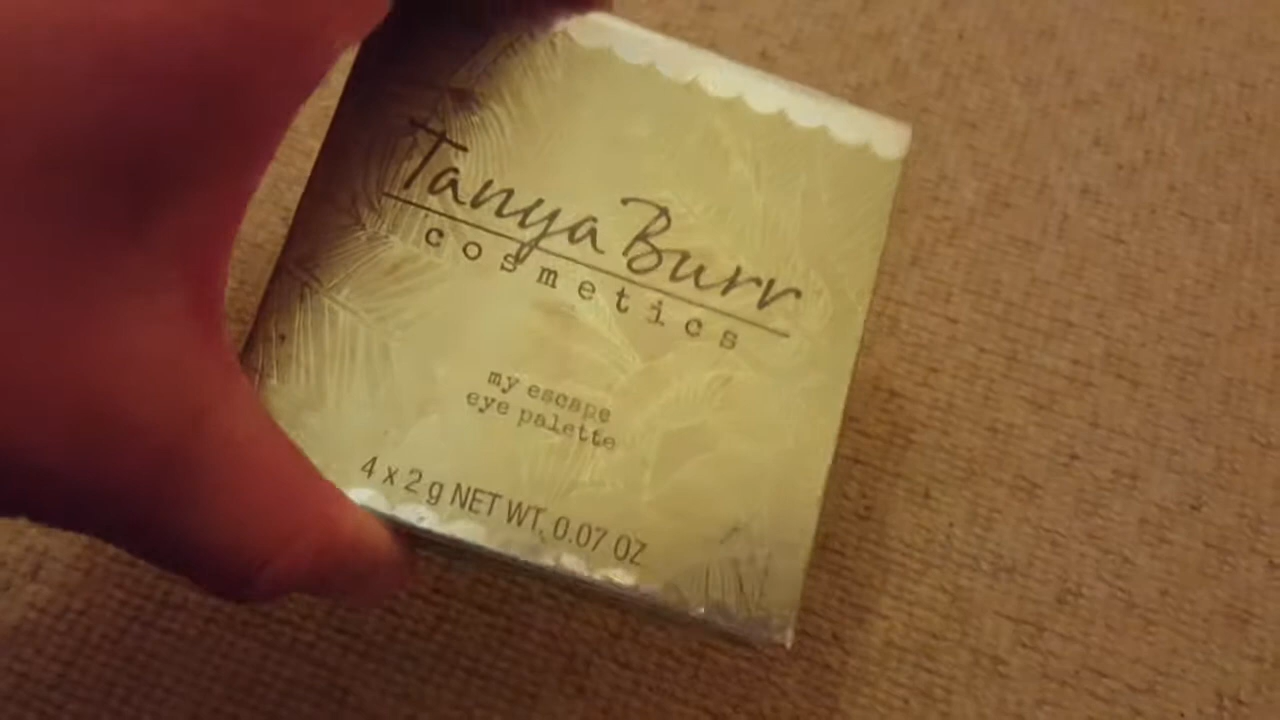 Tanya Burr
cosmetics
my escape
eye palette
4 x 2 g NET WT. 0.07 OZ